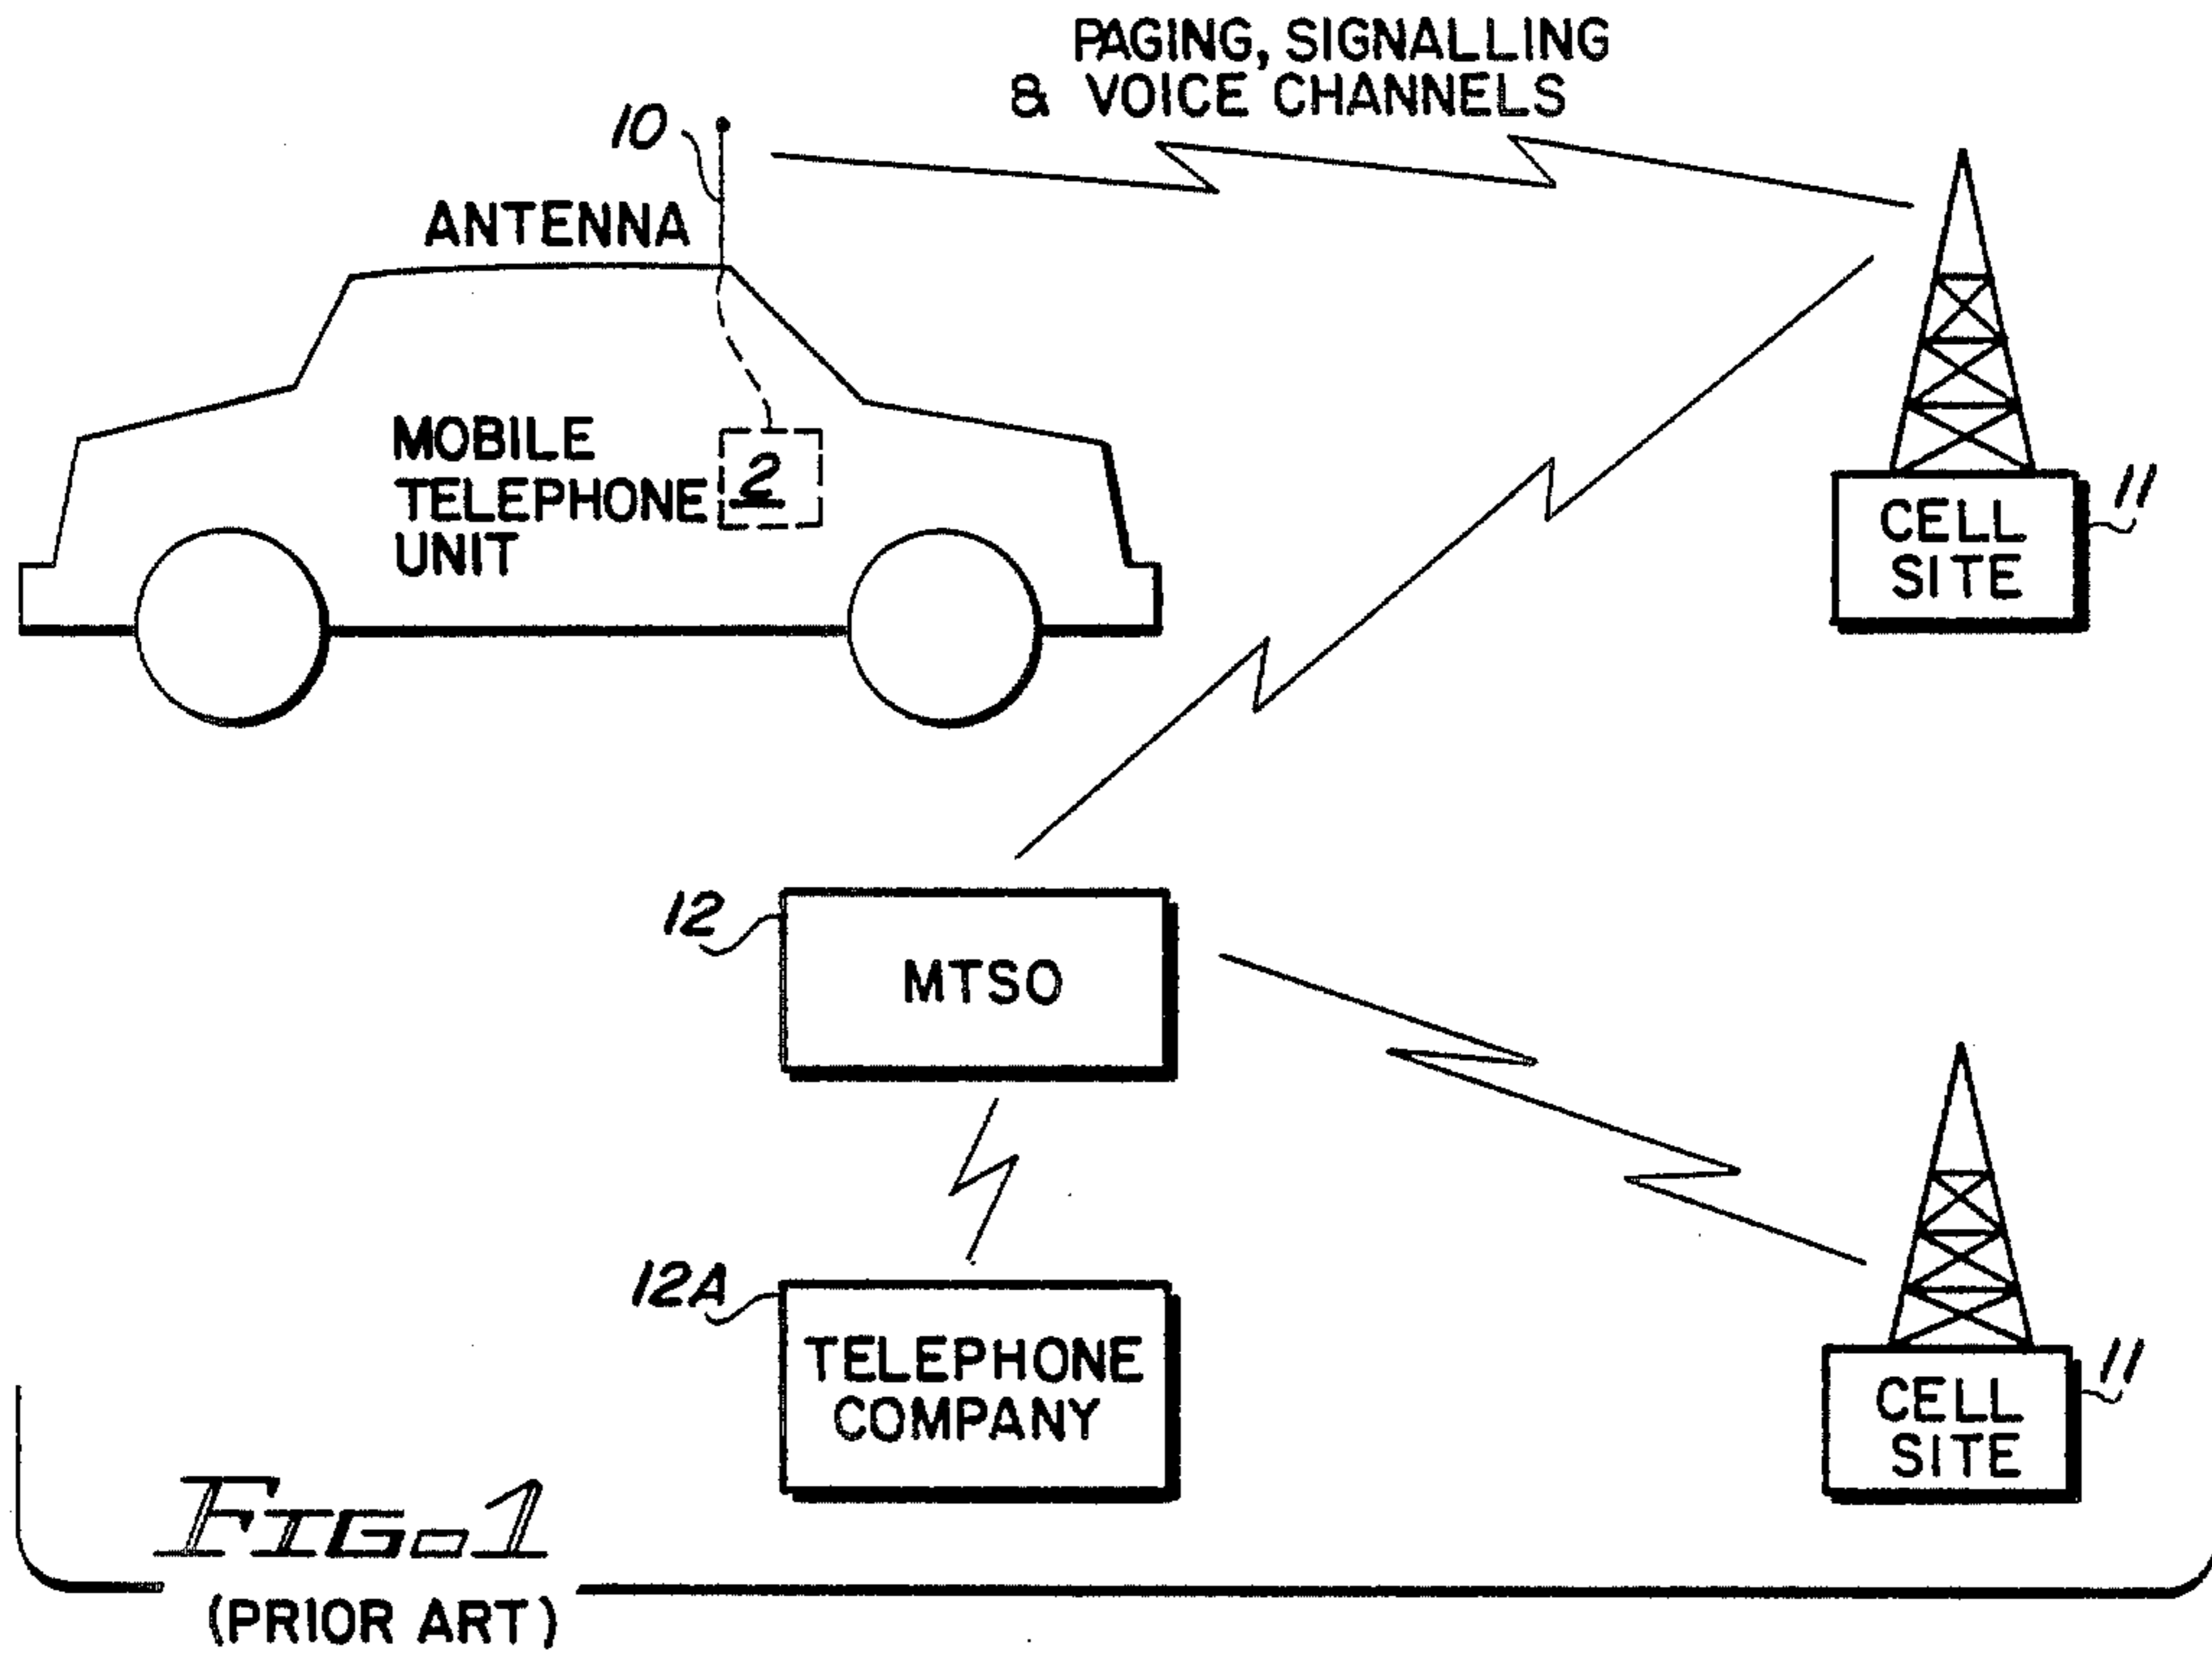 PAGING, SIGNALLING
& VOICE CHANNELS
10
ANTENNA
MOBILE
TELEPHONE
UNIT
2
CELL
SITE
11
12
MTSO
12A
TELEPHONE
COMPANY
CELL
SITE
11
FIG. 1
(PRIOR ART)